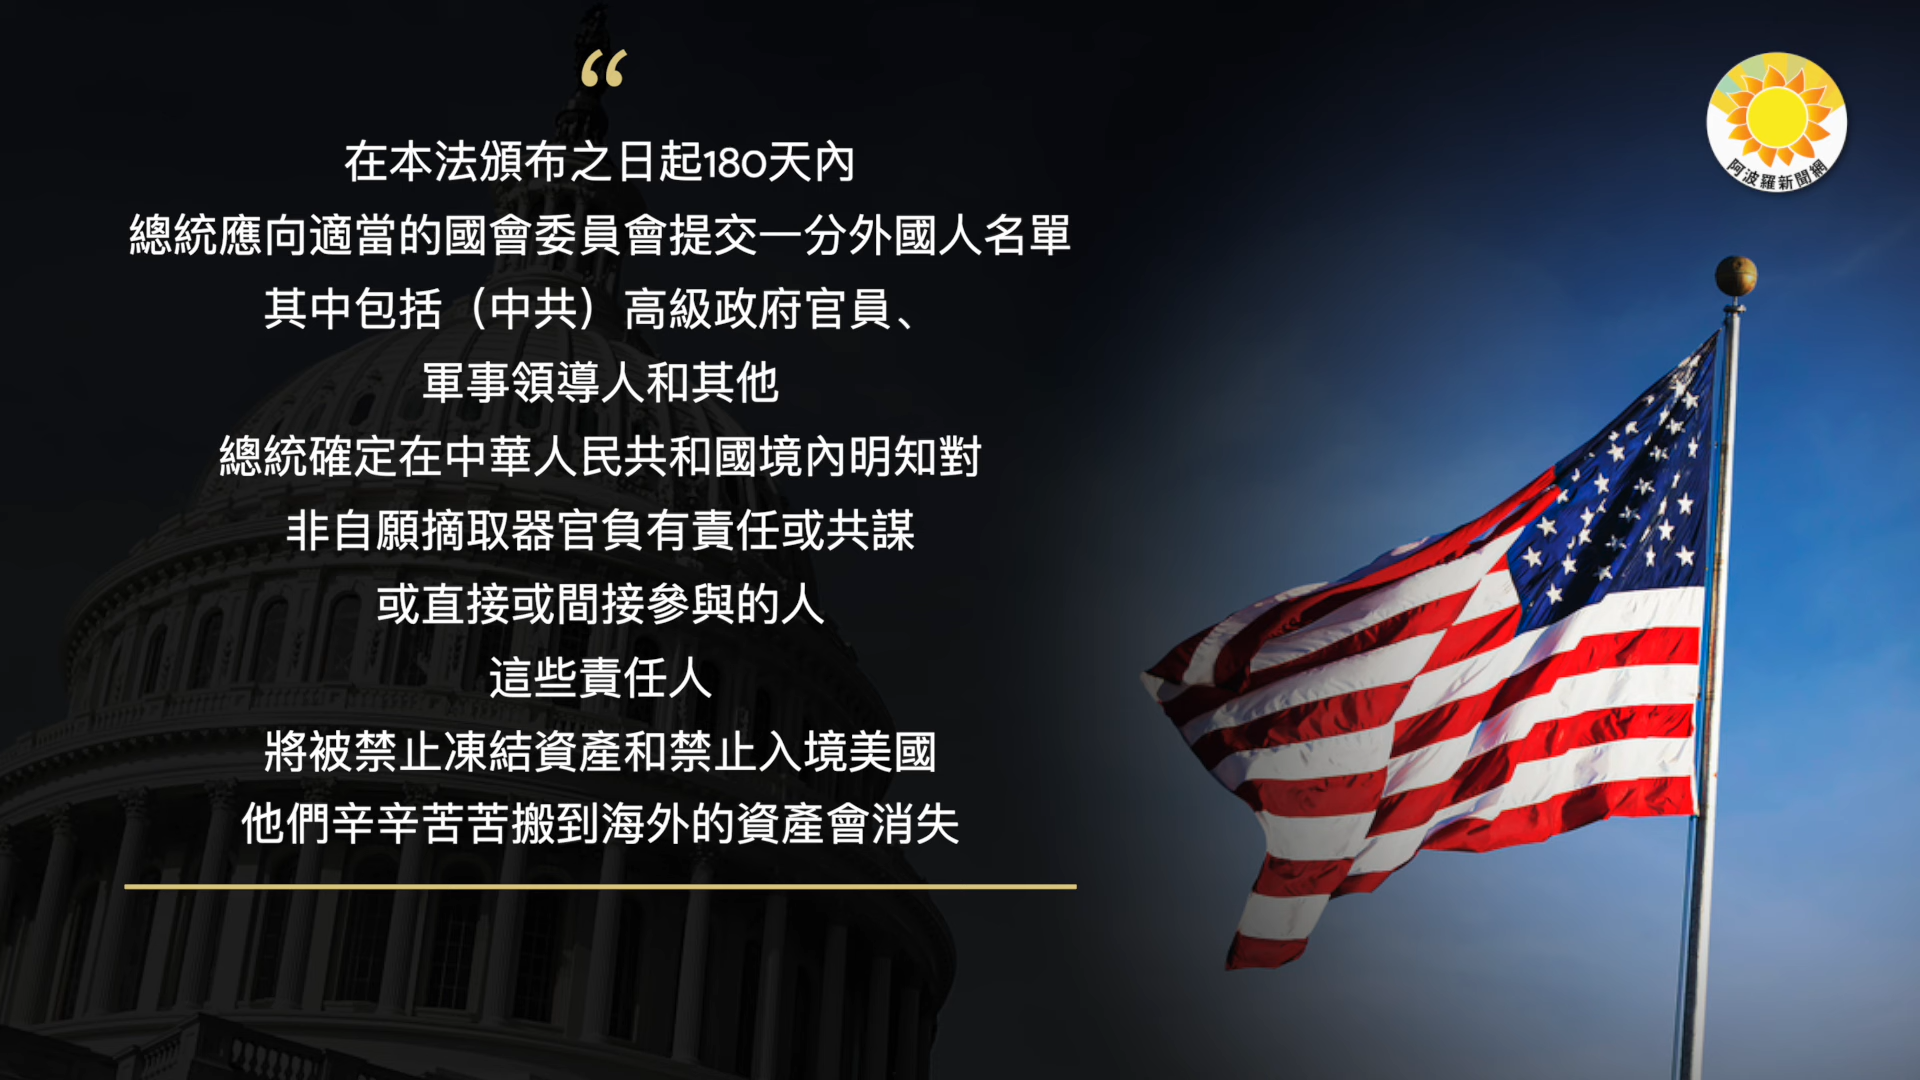 “
在本法頒布之日起180天內
總統應向適當的國會委員會提交一分外國人名單
其中包括（中共）高級政府官員、
軍事領導人和其他
總統確定在中華人民共和國境內明知對
非自願摘取器官負有責任或共謀
或直接或間接參與的人
這些責任人
將被禁止凍結資產和禁止入境美國
他們辛辛苦苦搬到海外的資產會消失
阿波羅新聞網